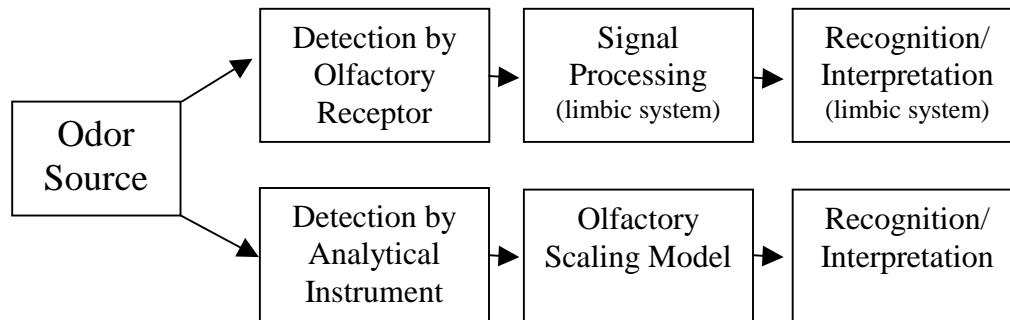 Odor
Source
Detection by
Olfactory
Receptor
Signal
Processing
(limbic system)
Recognition/
Interpretation
(limbic system)
Detection by
Analytical
Instrument
Olfactory
Scaling Model
Recognition/
Interpretation